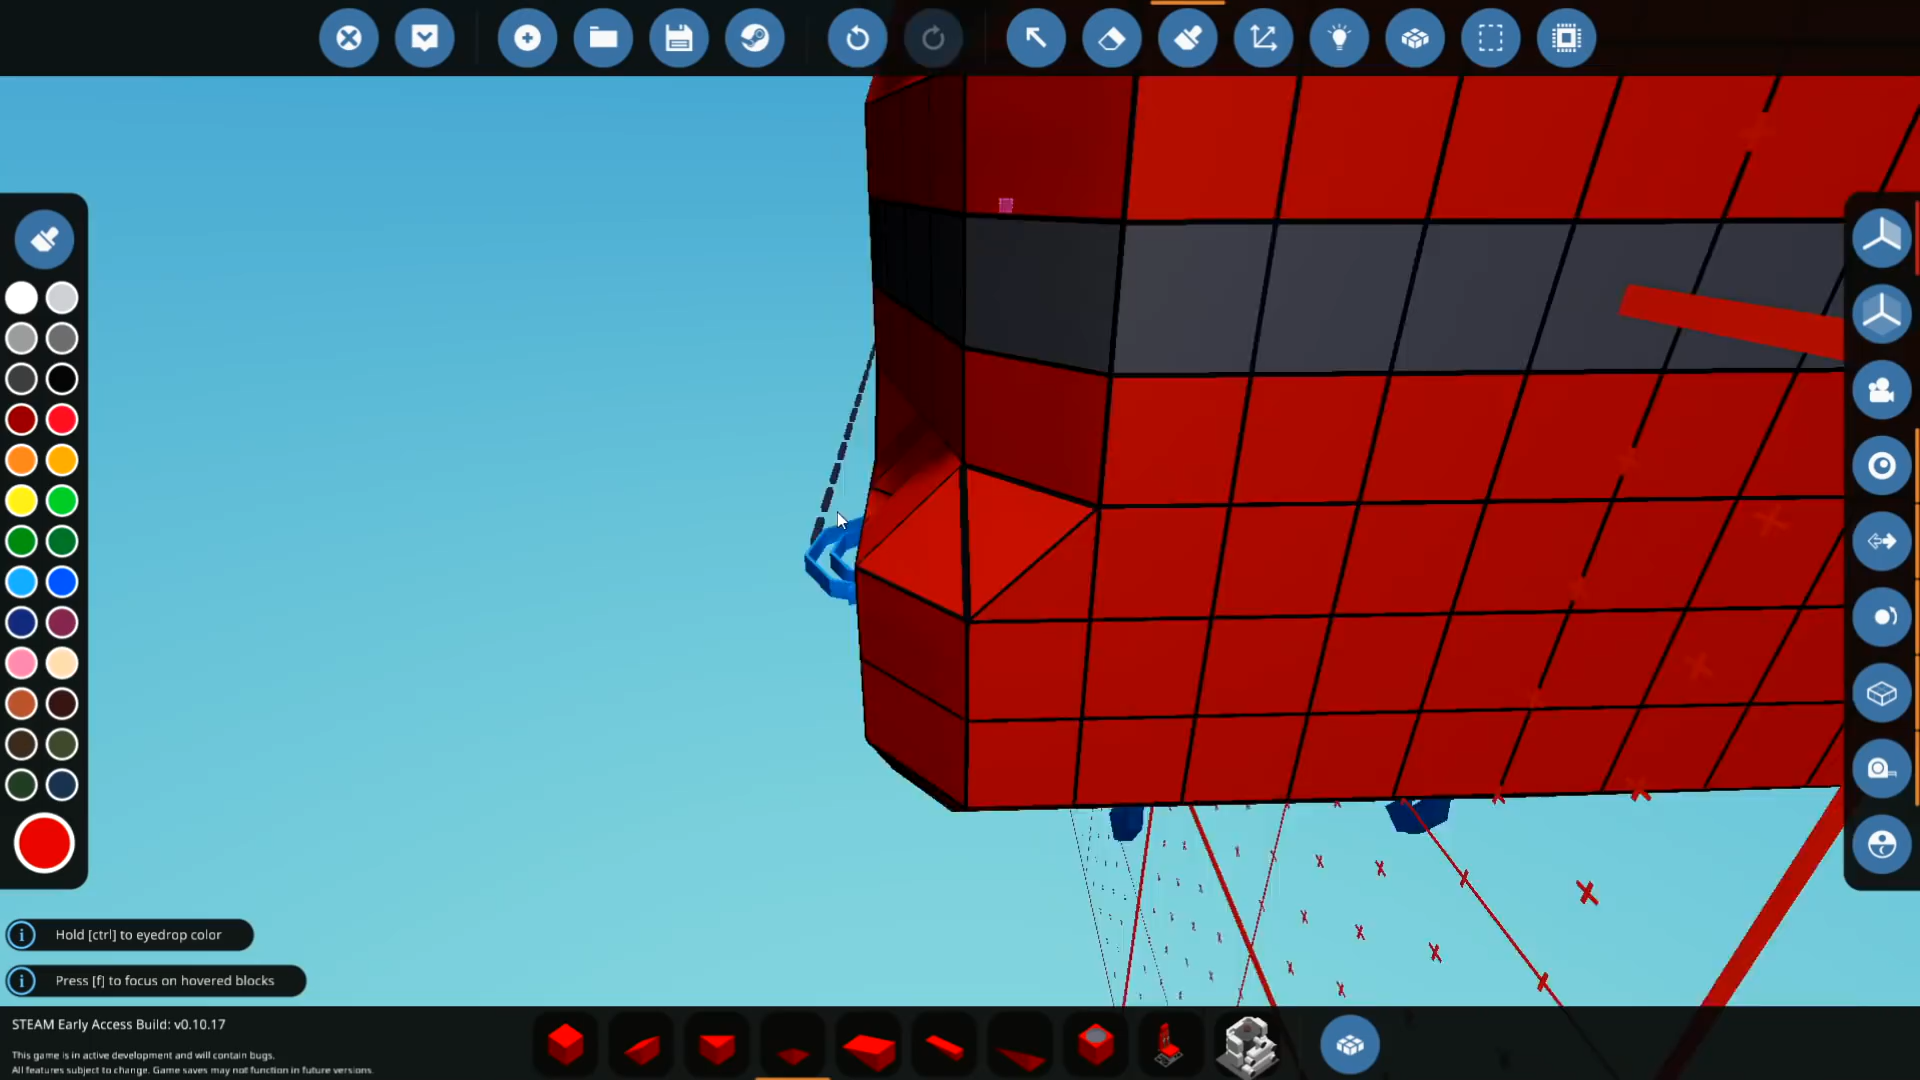 Hold [ctrl] to eyedrop color
Press [f] to focus on hovered blocks
STEAM Early Access Build: v0.10.17
This game is in active development and will contain bugs.
All features subject to change. Game saves may not function in future versions.